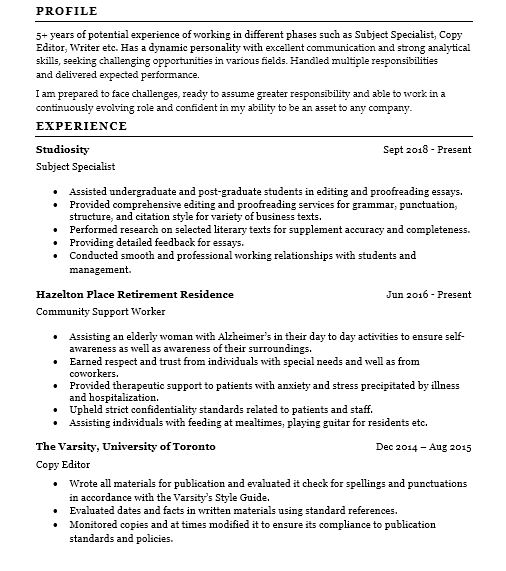 PROFILE
5+ years of potential experience of working in different phases such as Subject Specialist, Copy
Editor, Writer etc. Has a dynamic personality with excellent communication and strong analytical
skills, seeking challenging opportunities in various fields. Handled multiple responsibilities
and delivered expected performance.
I am prepared to face challenges, ready to assume greater responsibility and able to work in a
continuously evolving role and confident in my ability to be an asset to any company.
EXPERIENCE
Studiosity Sept 2018 - Present
Subject Specialist
• Assisted undergraduate and post-graduate students in editing and proofreading essays.
• Provided comprehensive editing and proofreading services for grammar, punctuation,
structure, and citation style for variety of business texts.
• Performed research on selected literary texts for supplement accuracy and completeness.
• Providing detailed feedback for essays.
• Conducted smooth and professional working relationships with students and
management.
Hazelton Place Retirement Residence Jun 2016 - Present
Community Support Worker
• Assisting an elderly woman with Alzheimer's in their day to day activities to ensure self-
awareness as well as awareness of their surroundings.
• Earned respect and trust from individuals with special needs and well as from
coworkers.
• Provided therapeutic support to patients with anxiety and stress precipitated by illness
and hospitalization.
• Upheld strict confidentiality standards related to patients and staff.
• Assisting individuals with feeding at mealtimes, playing guitar for residents etc.
The Varsity, University of Toronto Dec 2014 – Aug 2015
Copy Editor
• Wrote all materials for publication and evaluated it check for spellings and punctuations
in accordance with the Varsity's Style Guide.
• Evaluated dates and facts in written materials using standard references.
• Monitored copies and at times modified it to ensure its compliance to publication
standards and policies.